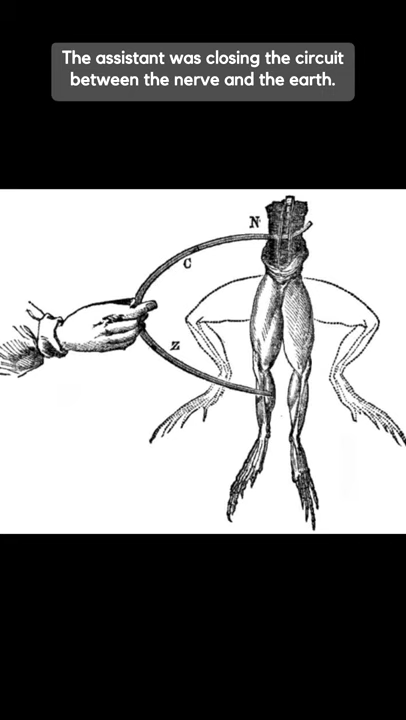 The assistant was closing the circuit
between the nerve and the earth.
N
C
Z